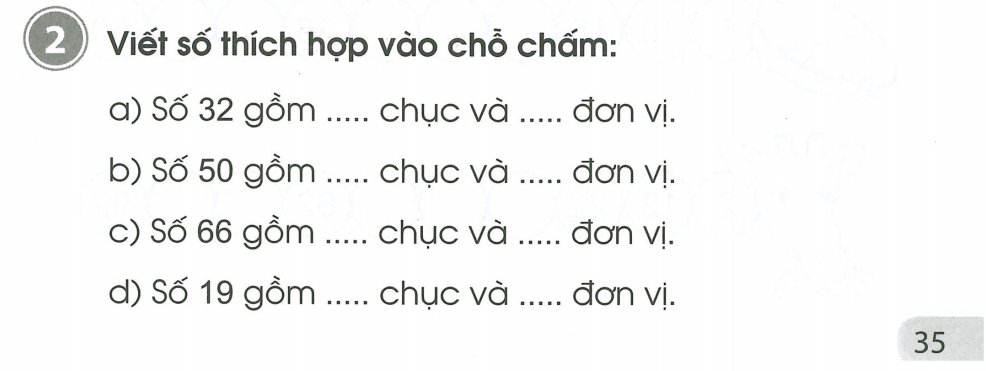 2 Viết số thích hợp vào chỗ chấm:
a) Số 32 gồm ..... chục và ..... đơn vị.
b) Số 50 gồm ..... chục và ..... đơn vị.
c) Số 66 gồm ..... chục và ..... đơn vị.
d) Số 19 gồm ..... chục và ..... đơn vị.
35